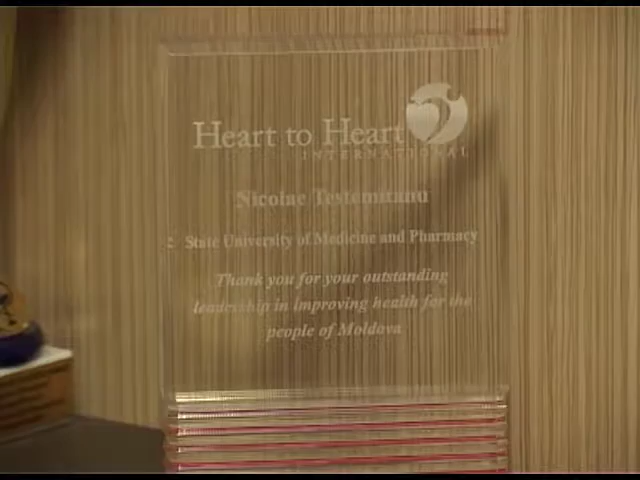 Heart to Heart
INTERNATIONAL
Nicolae Testemitanu
State University of Medicine and Pharmacy
Thank you for your outstanding
leadership in improving health for the
people of Moldova